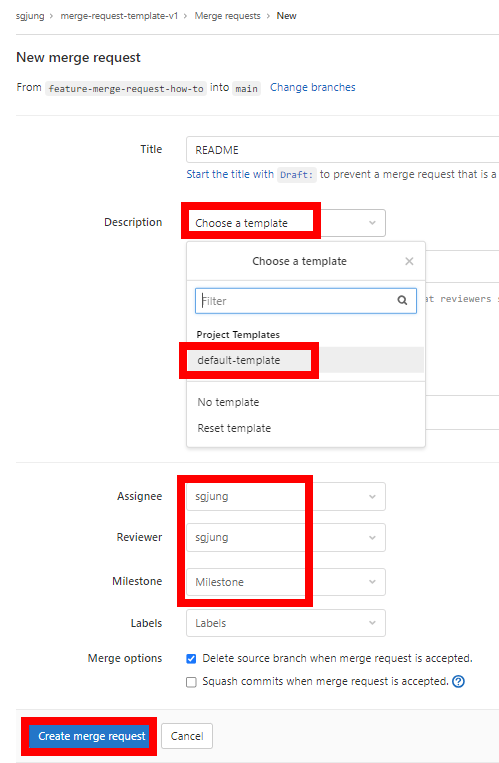 sgjung > merge-request-template-v1 > Merge requests > New
New merge request
From feature-merge-request-how-to into main Change branches
Title README
Start the title with Draft: to prevent a merge request that is a
Description Choose a template
Choose a template
Filter
at reviewers
Project Templates
default-template
No template
Reset template
Assignee sgjung
Reviewer sgjung
Milestone Milestone
Labels Labels
Merge options Delete source branch when merge request is accepted.
Squash commits when merge request is accepted.
Create merge request Cancel